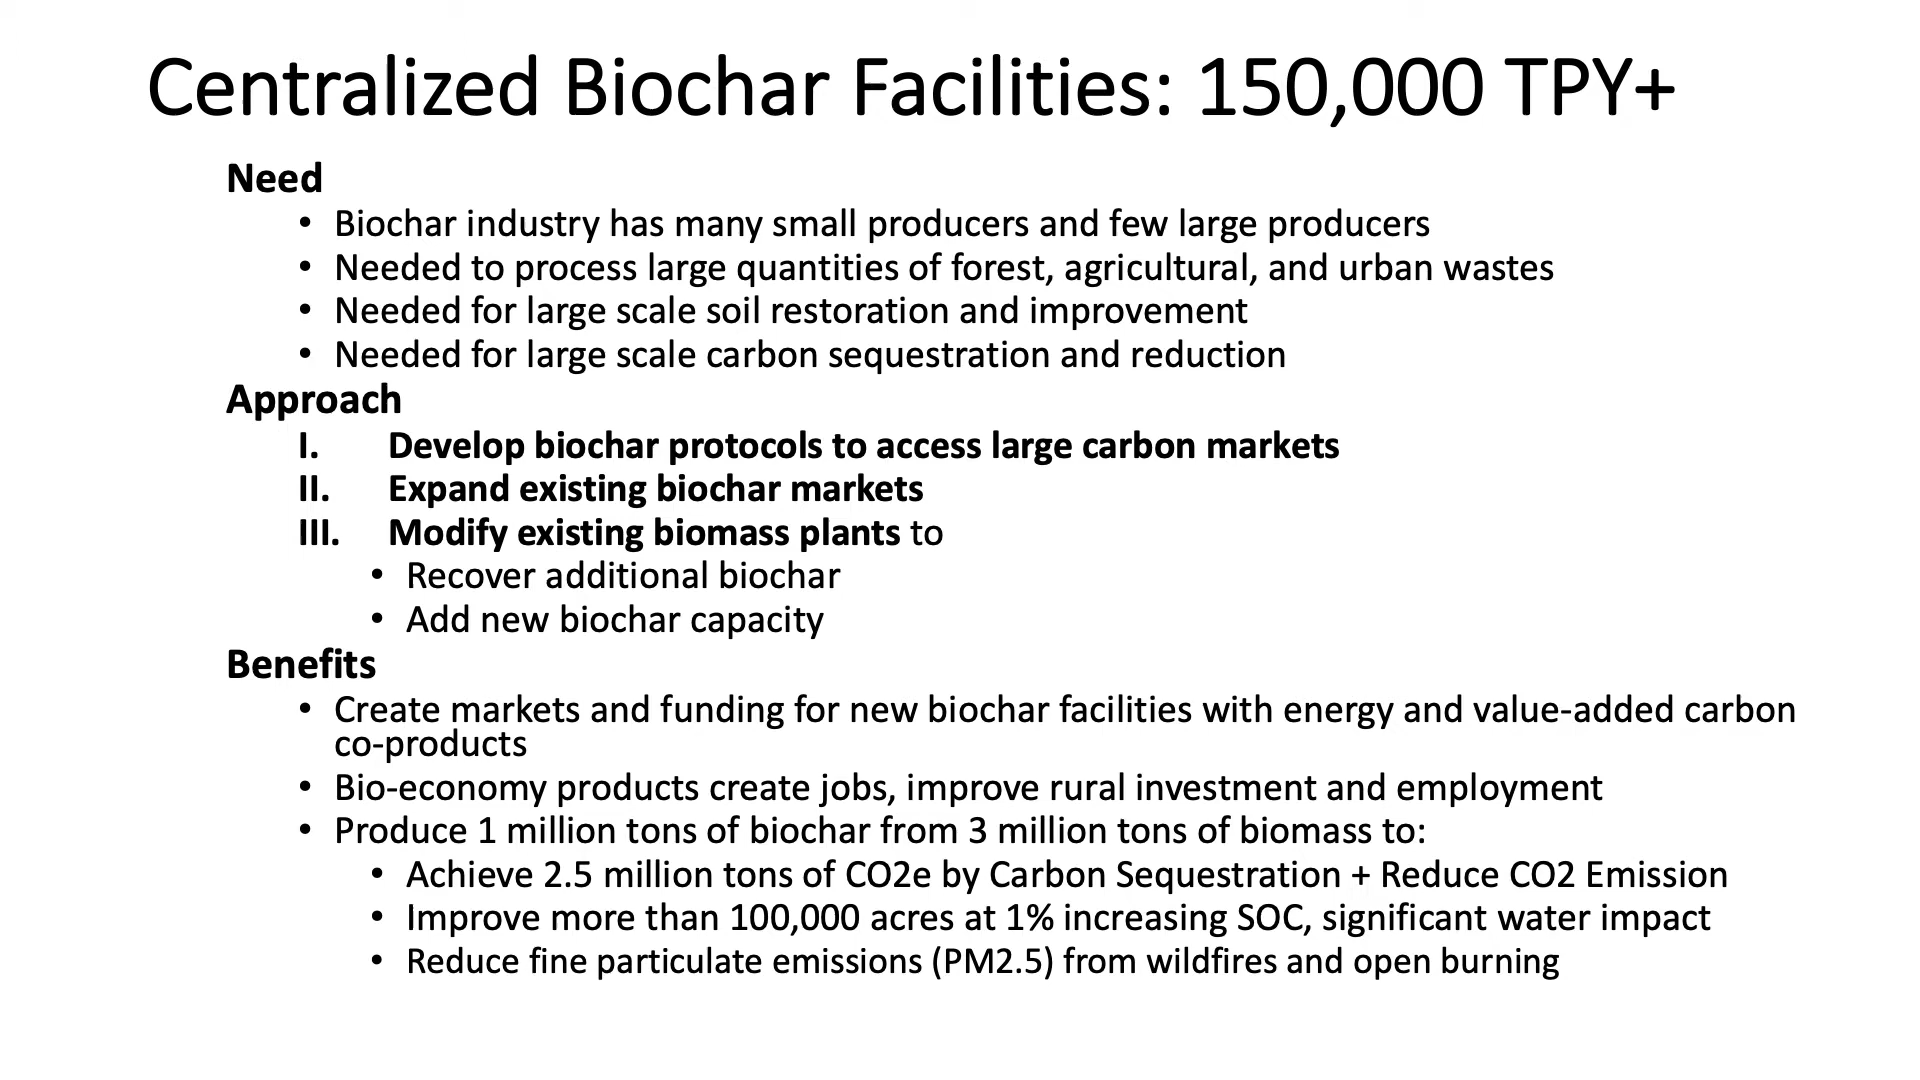 Centralized Biochar Facilities: 150,000 TPY+
Need
• Biochar industry has many small producers and few large producers
• Needed to process large quantities of forest, agricultural, and urban wastes
• Needed for large scale soil restoration and improvement
• Needed for large scale carbon sequestration and reduction
Approach
I. Develop biochar protocols to access large carbon markets
II. Expand existing biochar markets
III. Modify existing biomass plants to
• Recover additional biochar
• Add new biochar capacity
Benefits
• Create markets and funding for new biochar facilities with energy and value-added carbon
co-products
• Bio-economy products create jobs, improve rural investment and employment
• Produce 1 million tons of biochar from 3 million tons of biomass to:
• Achieve 2.5 million tons of CO2e by Carbon Sequestration + Reduce CO2 Emission
• Improve more than 100,000 acres at 1% increasing SOC, significant water impact
• Reduce fine particulate emissions (PM2.5) from wildfires and open burning